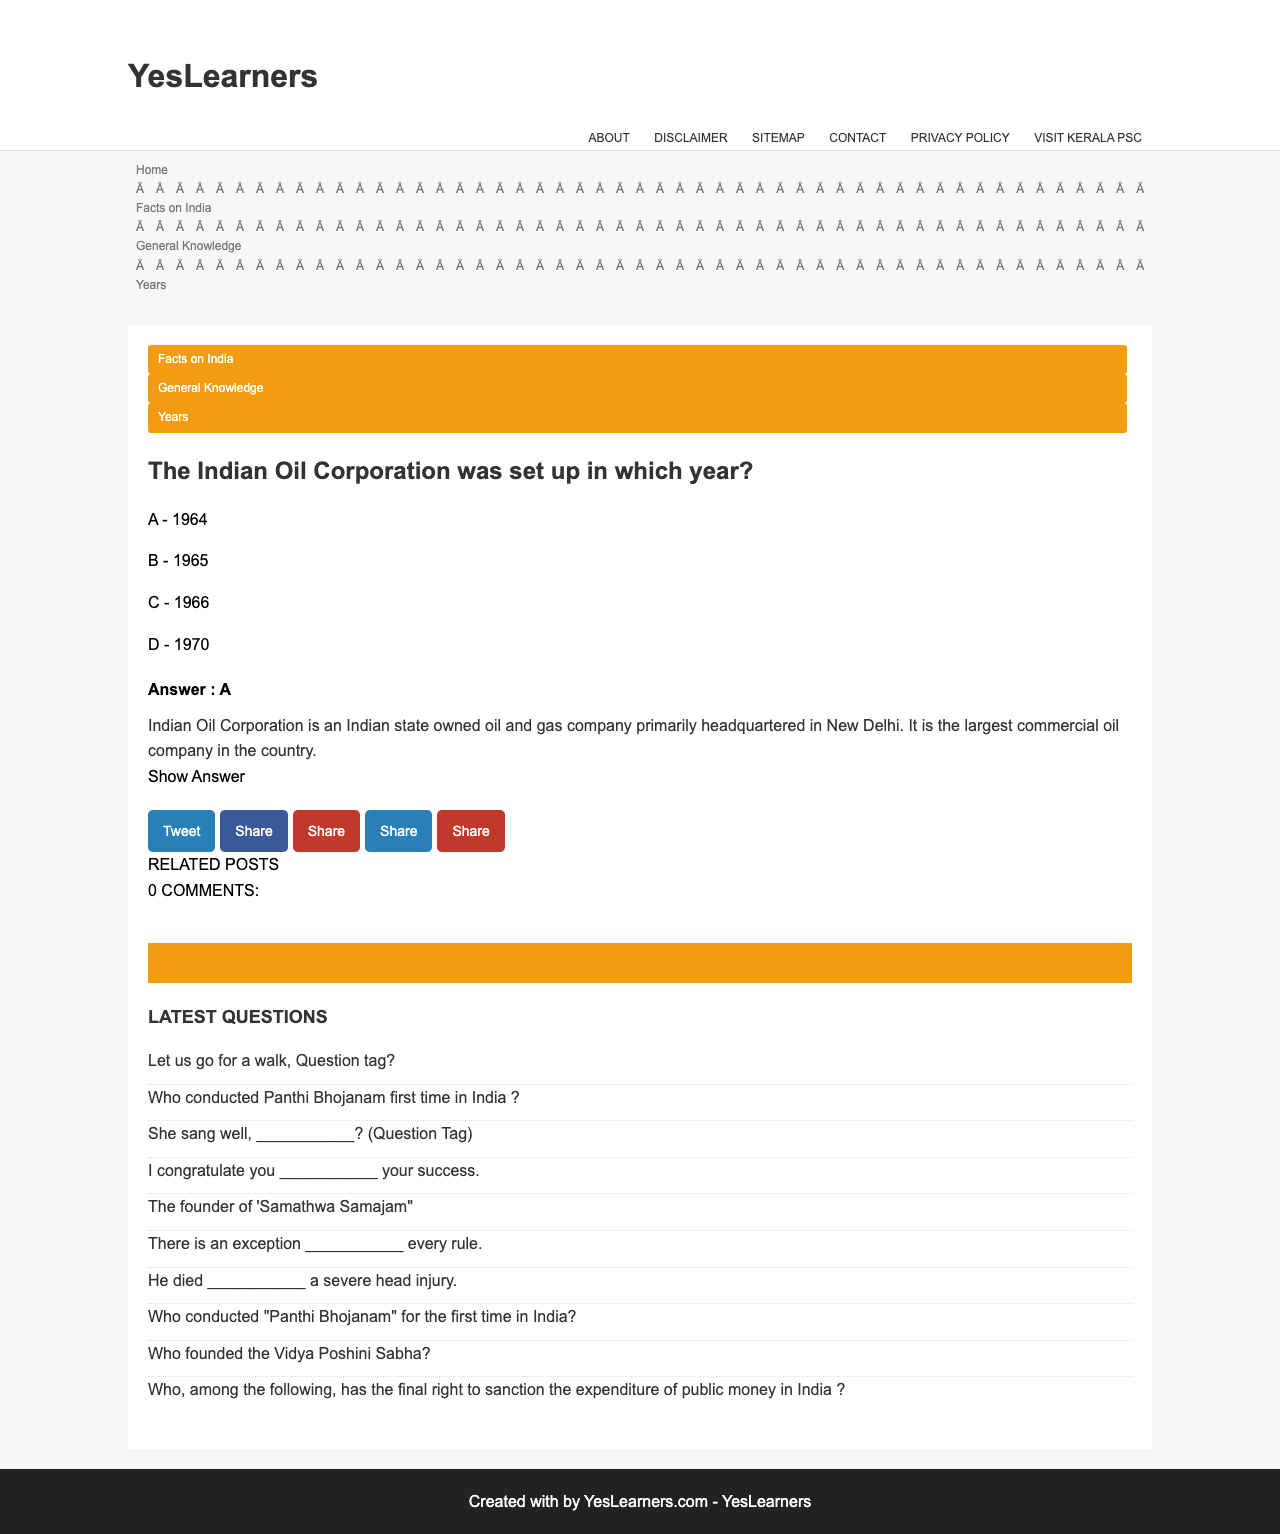 YesLearners
ABOUT DISCLAIMER SITEMAP CONTACT PRIVACY POLICY VISIT KERALA PSC
Home
Ã Â Ã Â Ã Â Ã Â Ã Â Ã Â Ã Â Ã Â Ã Â Ã Â Ã Â Ã Â Ã Â Ã Â Ã Â Ã Â Ã Â Ã Â Ã Â Ã Â Ã Â Ã Â Ã Â Ã Â Ã Â Ã
Facts on India
Ã Â Ã Â Ã Â Ã Â Ã Â Ã Â Ã Â Ã Â Ã Â Ã Â Ã Â Ã Â Ã Â Ã Â Ã Â Ã Â Ã Â Ã Â Ã Â Ã Â Ã Â Ã Â Ã Â Ã Â Ã Â Ã
General Knowledge
Ã Â Ã Â Ã Â Ã Â Ã Â Ã Â Ã Â Ã Â Ã Â Ã Â Ã Â Ã Â Ã Â Ã Â Ã Â Ã Â Ã Â Ã Â Ã Â Ã Â Ã Â Ã Â Ã Â Ã Â Ã Â Ã
Years
Facts on India
General Knowledge
Years
The Indian Oil Corporation was set up in which year?
A - 1964
B - 1965
C - 1966
D - 1970
Answer : A
Indian Oil Corporation is an Indian state owned oil and gas company primarily headquartered in New Delhi. It is the largest commercial oil
company in the country.
Show Answer
Tweet Share Share Share Share
RELATED POSTS
0 COMMENTS:
LATEST QUESTIONS
Let us go for a walk, Question tag?
Who conducted Panthi Bhojanam first time in India ?
She sang well, ___________? (Question Tag)
I congratulate you ___________ your success.
The founder of 'Samathwa Samajam"
There is an exception ___________ every rule.
He died ___________ a severe head injury.
Who conducted "Panthi Bhojanam" for the first time in India?
Who founded the Vidya Poshini Sabha?
Who, among the following, has the final right to sanction the expenditure of public money in India ?
Created with by YesLearners.com - YesLearners